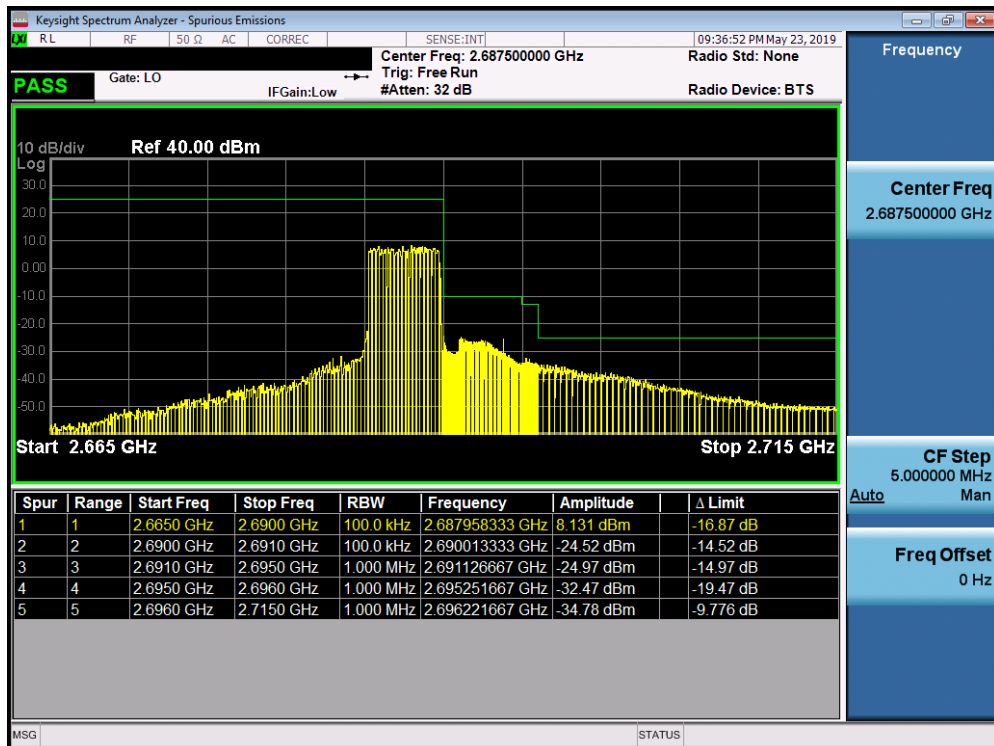 Keysight Spectrum Analyzer - Spurious Emissions
LXI RL RF 50 Ω AC CORREC SENSE:INT 09:36:52 PM May 23, 2019
Center Freq: 2.687500000 GHz Radio Std: None
PASS Gate: LO Trig: Free Run
IFGain:Low #Atten: 32 dB Radio Device: BTS
10 dB/div Ref 40.00 dBm
Log
30.0
20.0
10.0
0.00
-10.0
-20.0
-30.0
-40.0
-50.0
Start 2.665 GHz Stop 2.715 GHz
Spur Range Start Freq Stop Freq RBW Frequency Amplitude Δ Limit
1 1 2.6650 GHz 2.6900 GHz 100.0 kHz 2.687958333 GHz 8.131 dBm -16.87 dB
2 2 2.6900 GHz 2.6910 GHz 100.0 kHz 2.690013333 GHz -24.52 dBm -14.52 dB
3 3 2.6910 GHz 2.6950 GHz 1.000 MHz 2.691126667 GHz -24.97 dBm -14.97 dB
4 4 2.6950 GHz 2.6960 GHz 1.000 MHz 2.695251667 GHz -32.47 dBm -19.47 dB
5 5 2.6960 GHz 2.7150 GHz 1.000 MHz 2.696221667 GHz -34.78 dBm -9.776 dB
MSG STATUS
Frequency
Center Freq
2.687500000 GHz
CF Step
5.000000 MHz
Auto Man
Freq Offset
0 Hz